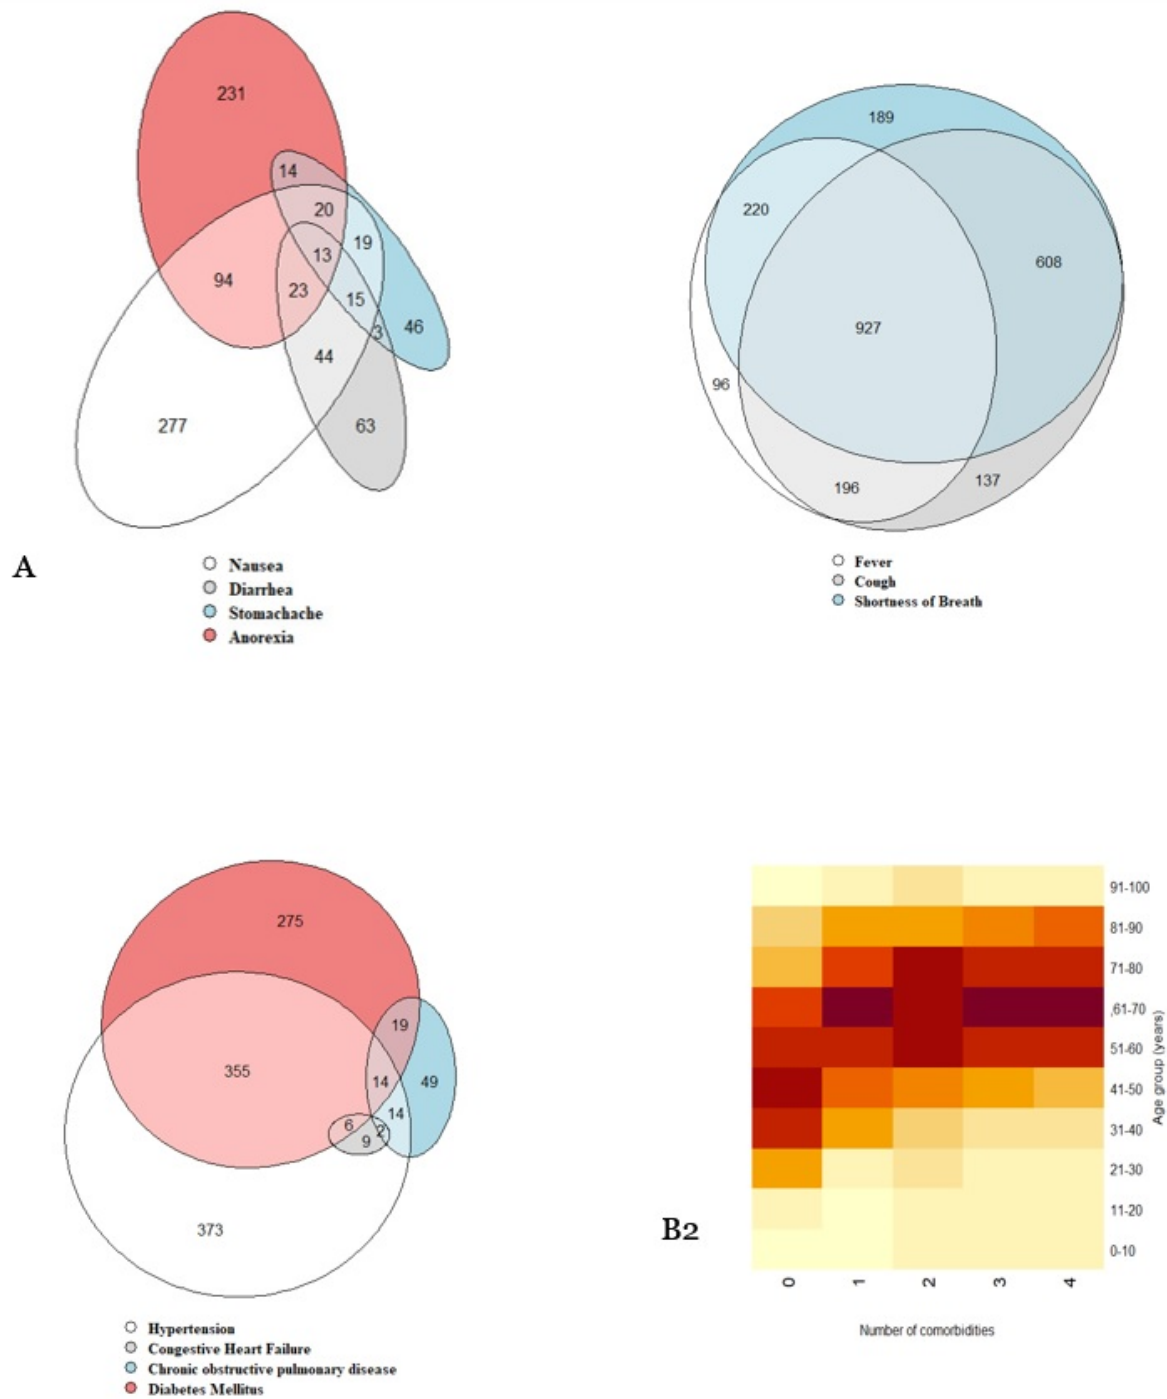 231
14
20
19
13
94
23
15
3
46
44
277
63
A
Nausea
Diarrhea
Stomachache
Anorexia
189
220
608
927
96
196
137
Fever
Cough
Shortness of Breath
275
19
355
14
49
14
6
2
9
373
Hypertension
Congestive Heart Failure
Chronic obstructive pulmonary disease
Diabetes Mellitus
91-100
81-90
71-80
,61-70
51-60
41-50
31-40
21-30
11-20
0-10
Age group (years)
B2
0 1 2 3 4
Number of comorbidities